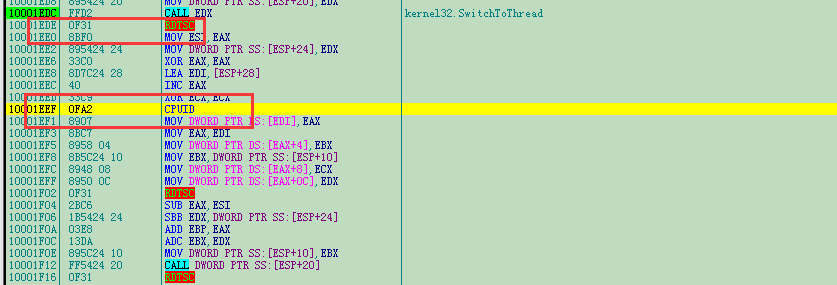 10001ED8 895424 20 MOV DWORD PTR SS:[ESP+20],EDX
10001EDC FFD2 CALL EDX kernel32.SwitchToThread
10001EDE 0F31 RDTSC
10001EE0 8BF0 MOV ESI,EAX
10001EE2 895424 24 MOV DWORD PTR SS:[ESP+24],EDX
10001EE6 33C0 XOR EAX,EAX
10001EE8 8D7C24 28 LEA EDI,[ESP+28]
10001EEC 40 INC EAX
10001EED 33C9 XOR ECX,ECX
10001EEF 0FA2 CPUID
10001EF1 8907 MOV DWORD PTR DS:[EDI],EAX
10001EF3 8BC7 MOV EAX,EDI
10001EF5 8958 04 MOV DWORD PTR DS:[EAX+4],EBX
10001EF8 8B5C24 10 MOV EBX,DWORD PTR SS:[ESP+10]
10001EFC 8948 08 MOV DWORD PTR DS:[EAX+8],ECX
10001EFF 8950 0C MOV DWORD PTR DS:[EAX+0C],EDX
10001F02 0F31 RDTSC
10001F04 2BC6 SUB EAX,ESI
10001F06 1B5424 24 SBB EDX,DWORD PTR SS:[ESP+24]
10001F0A 03E8 ADD EBP,EAX
10001F0C 13DA ADC EBX,EDX
10001F0E 895C24 10 MOV DWORD PTR SS:[ESP+10],EBX
10001F12 FF5424 20 CALL DWORD PTR SS:[ESP+20]
10001F16 0F31 RDTSC